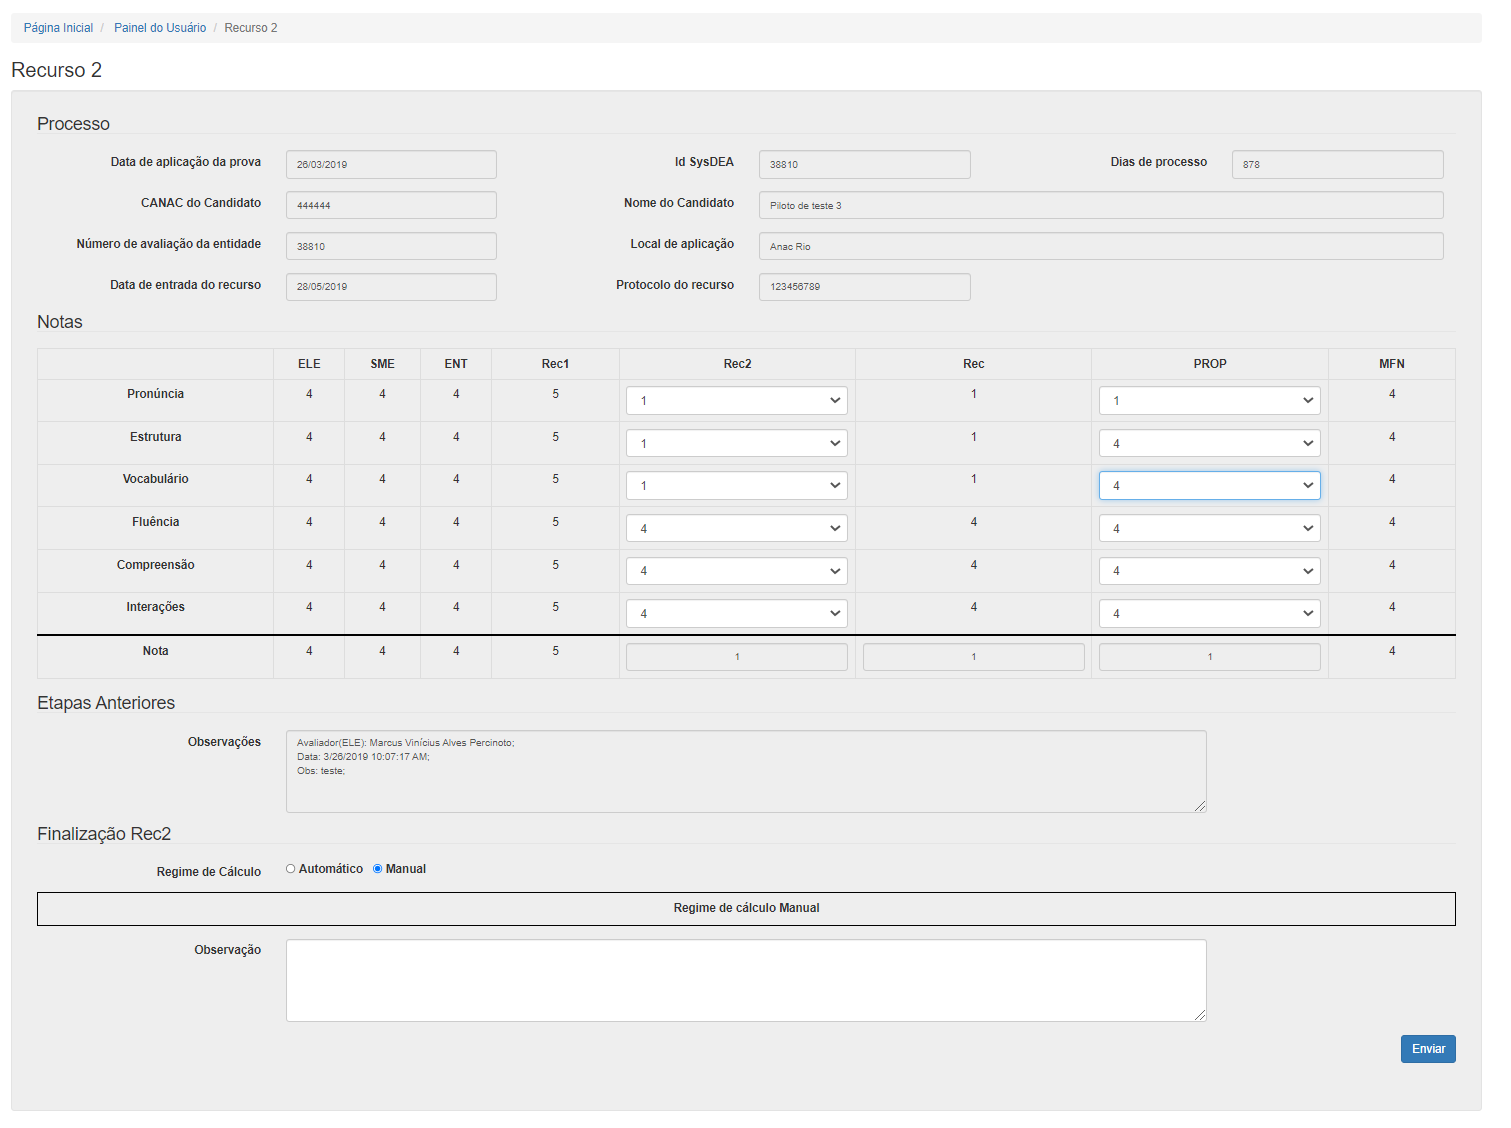 Página Inicial / Painel do Usuário / Recurso 2
Recurso 2
Processo
Data de aplicação da prova 26/03/2019 Id SysDEA 38810 Dias de processo 878
CANAC do Candidato 444444 Nome do Candidato Piloto de teste 3
Número de avaliação da entidade 38810 Local de aplicação Anac Rio
Data de entrada do recurso 28/05/2019 Protocolo do recurso 123456789
Notas
ELE SME ENT Rec1 Rec2 Rec PROP MFN
Pronúncia 4 4 4 5 1 1 1 4
Estrutura 4 4 4 5 1 1 4 4
Vocabulário 4 4 4 5 1 1 4 4
Fluência 4 4 4 5 4 4 4 4
Compreensão 4 4 4 5 4 4 4 4
Interações 4 4 4 5 4 4 4 4
Nota 4 4 4 5 1 1 1 4
Etapas Anteriores
Observações Avaliador(ELE): Marcus Vinícius Alves Percinoto;
Data: 3/26/2019 10:07:17 AM;
Obs: teste;
Finalização Rec2
Regime de Cálculo Automático Manual
Regime de cálculo Manual
Observação
Enviar